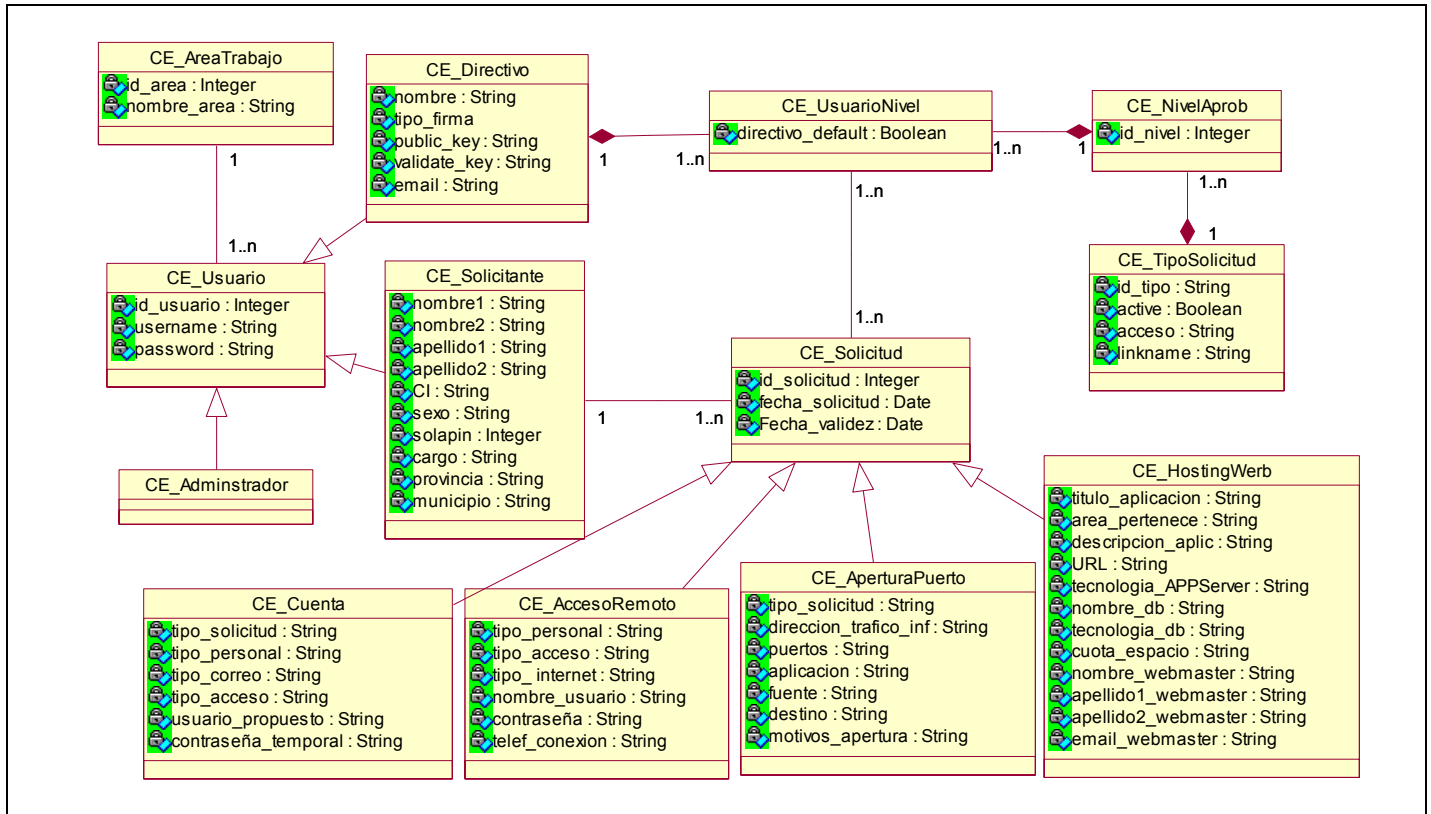 CE_AreaTrabajo
id_area : Integer
nombre_area : String
1
1..n
CE_Directivo
nombre : String
tipo_firma
public_key : String
validate_key : String
email : String
1
1..n
CE_UsuarioNivel
directivo_default : Boolean
1..n
1
CE_NivelAprob
id_nivel : Integer
1..n
1
1..n
1..n
CE_TipoSolicitud
id_tipo : String
active : Boolean
acceso : String
linkname : String
CE_Usuario
id_usuario : Integer
username : String
password : String
CE_Solicitante
nombre1 : String
nombre2 : String
apellido1 : String
apellido2 : String
CI : String
sexo : String
solapin : Integer
cargo : String
provincia : String
municipio : String
1
1..n
CE_Solicitud
id_solicitud : Integer
fecha_solicitud : Date
Fecha_validez : Date
CE_Adminstrador
CE_Cuenta
tipo_solicitud : String
tipo_personal : String
tipo_correo : String
tipo_acceso : String
usuario_propuesto : String
contraseña_temporal : String
CE_AccesoRemoto
tipo_personal : String
tipo_acceso : String
tipo_ internet : String
nombre_usuario : String
contraseña : String
telef_conexion : String
CE_AperturaPuerto
tipo_solicitud : String
direccion_trafico_inf : String
puertos : String
aplicacion : String
fuente : String
destino : String
motivos_apertura : String
CE_HostingWerb
titulo_aplicacion : String
area_pertenece : String
descripcion_aplic : String
URL : String
tecnologia_APPServer : String
nombre_db : String
tecnologia_db : String
cuota_espacio : String
nombre_webmaster : String
apellido1_webmaster : String
apellido2_webmaster : String
email_webmaster : String